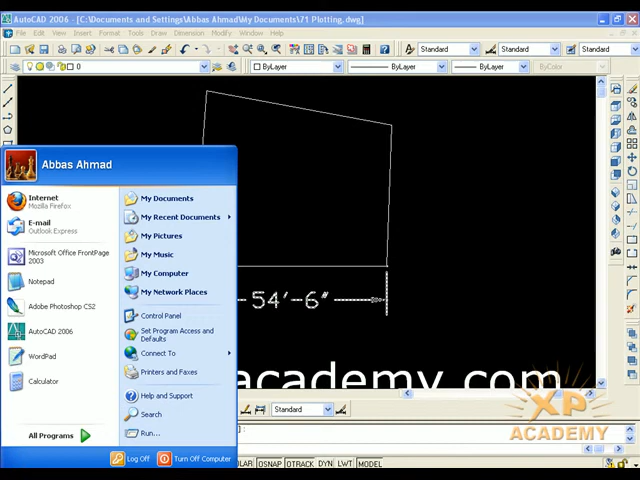 AutoCAD 2006 - [C:\Documents and Settings\Abbas Ahmad\My Documents\71 Plotting.dwg]
File Edit View Insert Format Tools Draw Dimension Modify Window Help
Standard Standard Standard
0 ByLayer ByLayer ByLayer ByColor
Abbas Ahmad
Internet
Mozilla Firefox
E-mail
Outlook Express
Microsoft Office FrontPage
2003
Notepad
Adobe Photoshop CS2
AutoCAD 2006
WordPad
Calculator
All Programs
My Documents
My Recent Documents
My Pictures
My Music
My Computer
My Network Places
Control Panel
Set Program Access and
Defaults
Connect To
Printers and Faxes
Help and Support
Search
Run...
Log Off Turn Off Computer
54'-6"
academy.com
Standard
XP
ACADEMY
OSNAP OTRACK DYN LWT MODEL